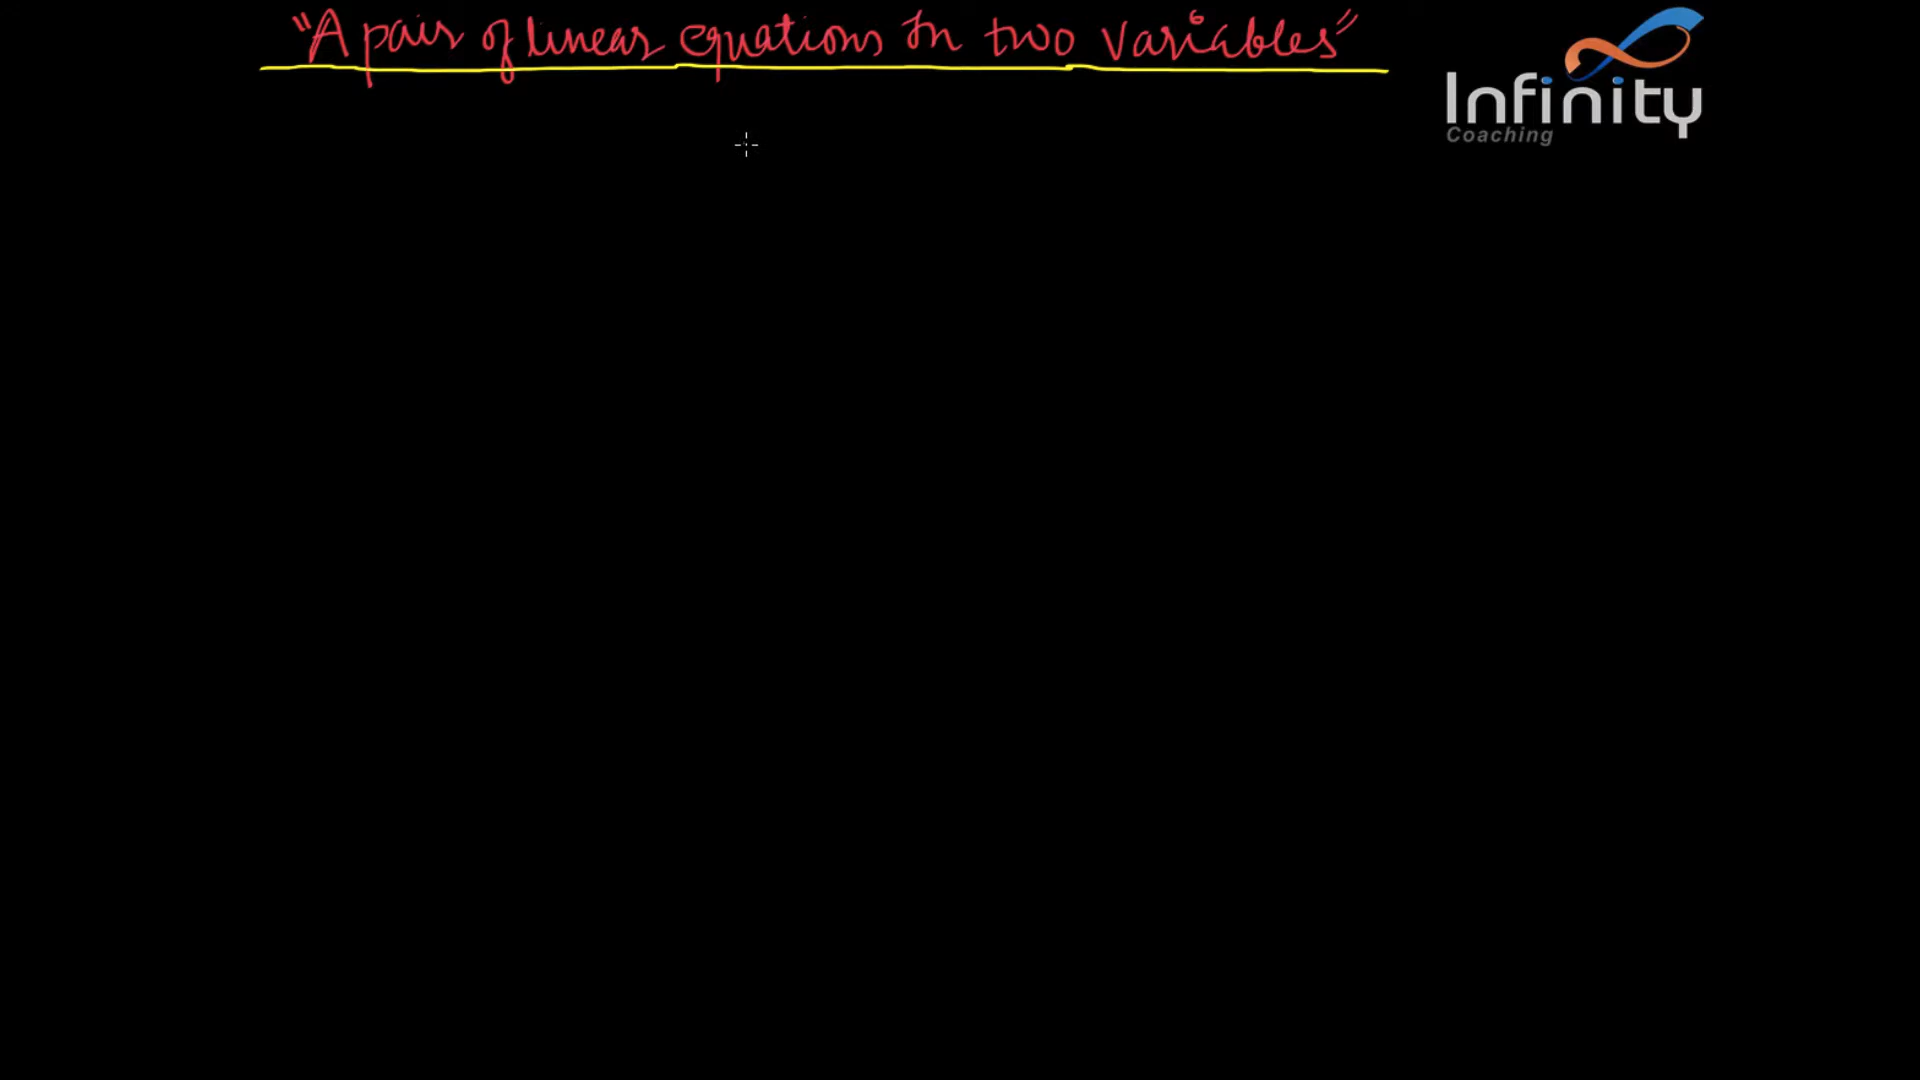 "A pair of linear equations In two variables"
Infinity
Coaching